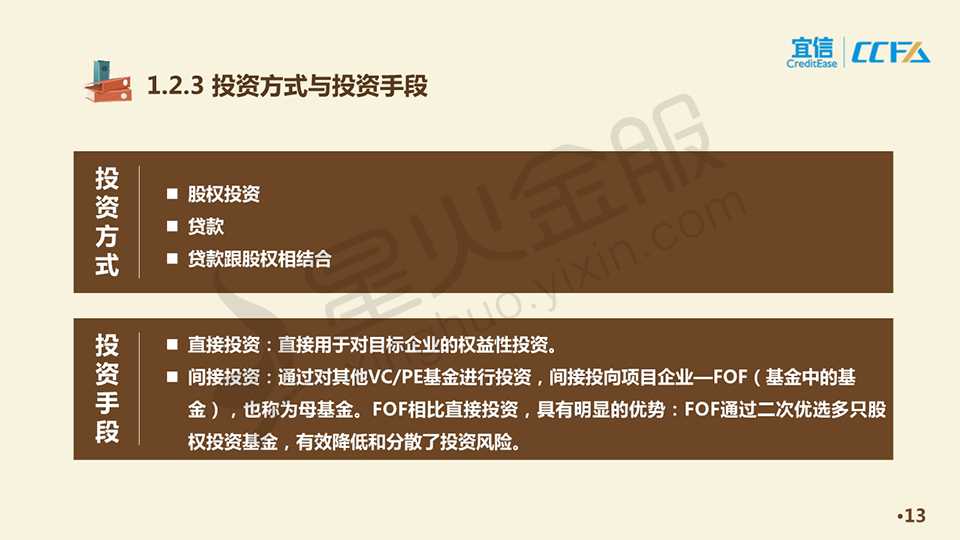 宜信
CreditEase
CCFA
1.2.3 投资方式与投资手段
投资方式
■ 股权投资
■ 贷款
■ 贷款跟股权相结合
投资手段
■ 直接投资：直接用于对目标企业的权益性投资。
■ 间接投资：通过对其他VC/PE基金进行投资，间接投向项目企业—FOF（基金中的基
金），也称为母基金。FOF相比直接投资，具有明显的优势：FOF通过二次优选多只股
权投资基金，有效降低和分散了投资风险。
星火金服
xinghuo.yixin.com
•13